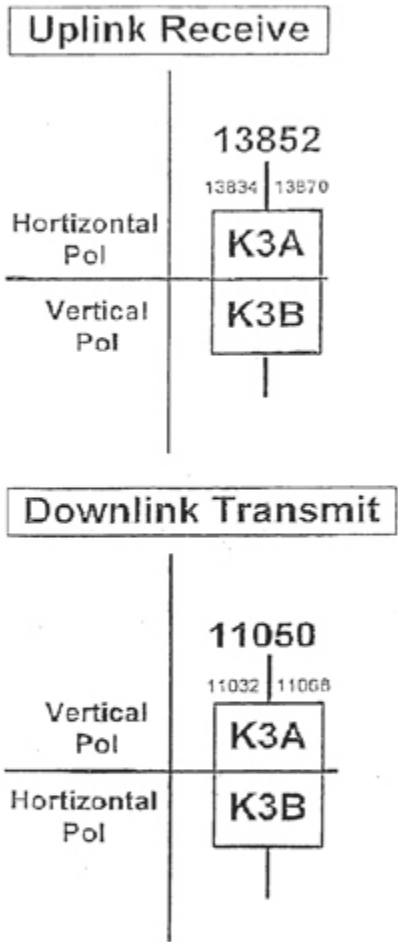 Uplink Receive
13852
13834 13870
Hortizontal
Pol
K3A
Vertical
Pol
K3B
Downlink Transmit
11050
11032 11068
Vertical
Pol
K3A
Hortizontal
Pol
K3B